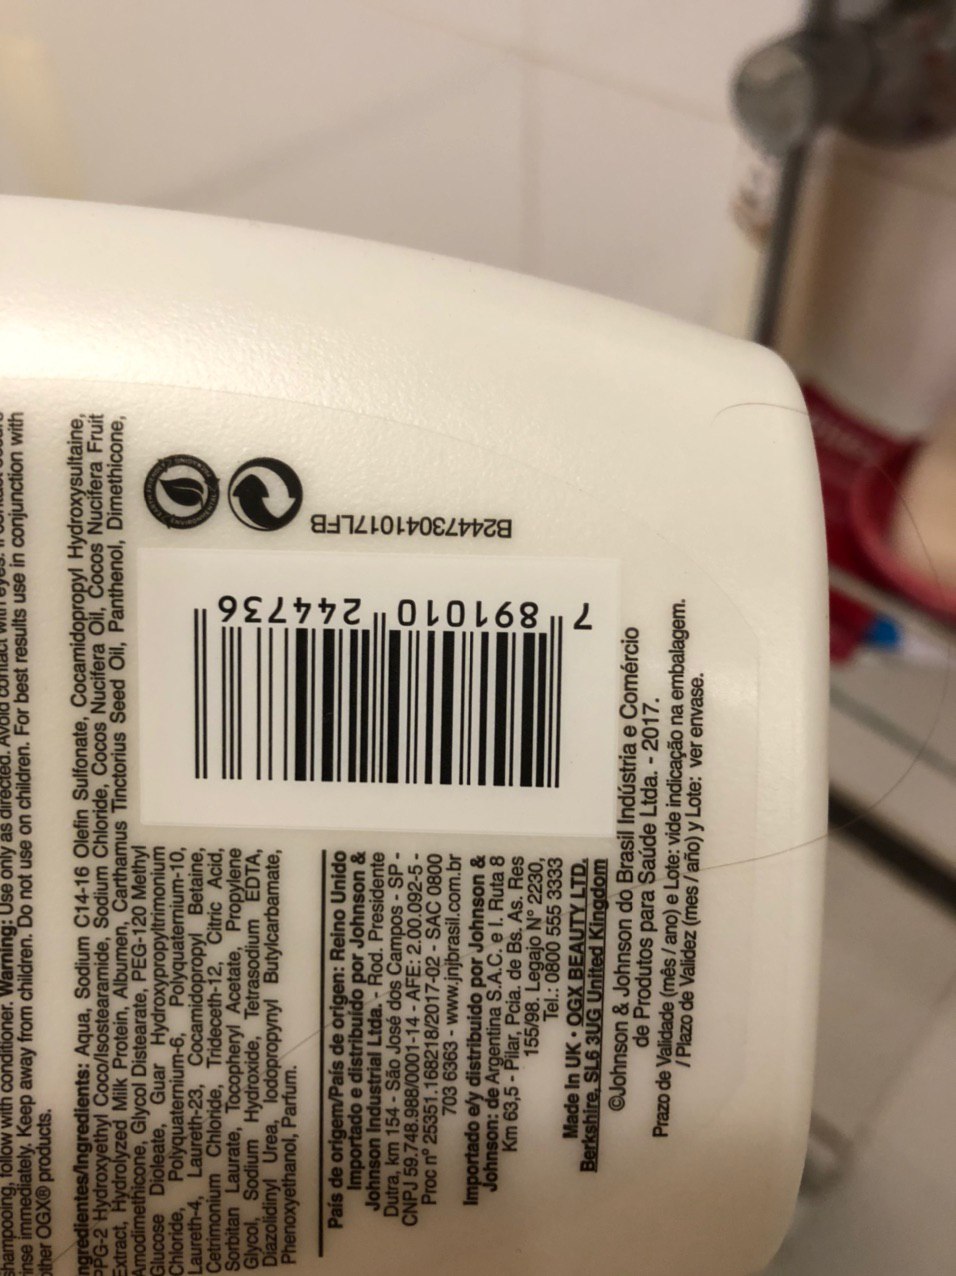 shampooing, follow with conditioner. Warning: Use only as directed. Avoid contact with eyes.
rinse immediately. Keep away from children. Do not use on children. For best results use in conjunction with
other OGX® products.
Ingredientes/Ingredients: Aqua, Sodium C14-16 Olefin Sulfonate, Cocamidopropyl Hydroxysultaine,
PPG-2 Hydroxyethyl Coco/Isostearamide, Sodium Chloride, Cocos Nucifera Oil, Cocos Nucifera Fruit
Extract, Hydrolyzed Milk Protein, Albumen, Carthamus Tinctorius Seed Oil, Panthenol, Dimethicone,
Amodimethicone, Glycol Distearate, PEG-120 Methyl
Glucose Dioleate, Guar Hydroxypropyltrimonium
Chloride, Polyquaternium-6, Polyquaternium-10,
Laureth-4, Laureth-23, Cocamidopropyl Betaine,
Cetrimonium Chloride, Trideceth-12, Citric Acid,
Sorbitan Laurate, Tocopheryl Acetate, Propylene
Glycol, Sodium Hydroxide, Tetrasodium EDTA,
Diazolidinyl Urea, Iodopropynyl Butylcarbamate,
Phenoxyethanol, Parfum.
País de origem/País de origen: Reino Unido
Importado e distribuído por Johnson &
Johnson Industrial Ltda. - Rod. Presidente
Dutra, km 154 - São José dos Campos - SP -
CNPJ 59.748.988/0001-14 - AFE: 2.00.092-5 -
Proc nº 25351.168218/2017-02 - SAC 0800
703 6363 - www.jnjbrasil.com.br
Importado e/y distribuido por Johnson &
Johnson: de Argentina S.A.C. e I. Ruta 8
Km 63,5 - Pilar, Pcia. de Bs. As. Res
155/98. Legajo Nº 2230,
Tel.: 0800 555 3333
Made In UK • OGX BEAUTY LTD.
Berkshire, SL6 3UG United Kingdom
©Johnson & Johnson do Brasil Indústria e Comércio
de Produtos para Saúde Ltda. - 2017.
Prazo de Validade (mês / ano) e Lote: vide indicação na embalagem.
/ Plazo de Validez (mes / año) y Lote: ver envase.
7 891010 244736
B24473041017LFB